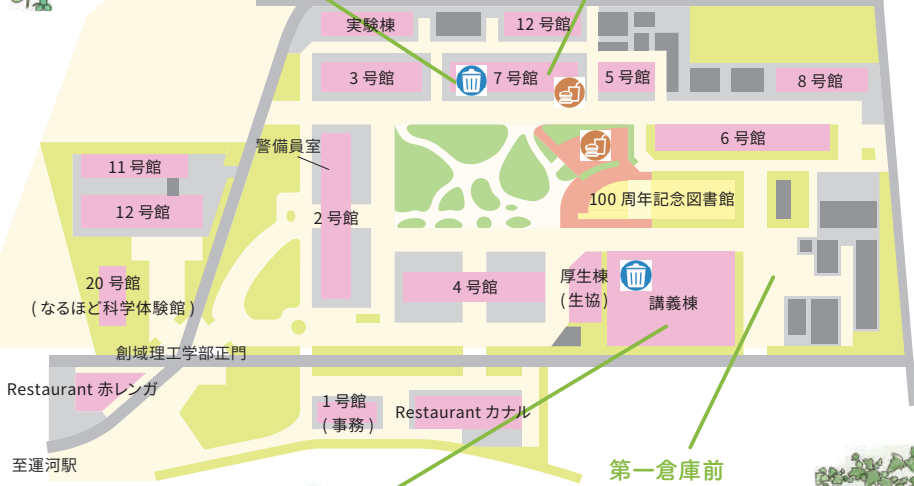 実験棟
12 号館
3 号館
7 号館
5 号館
8 号館
警備員室
6 号館
11 号館
12 号館
2 号館
100 周年記念図書館
20 号館
( なるほど科学体験館 )
4 号館
厚生棟
(生協)
講義棟
創域理工学部正門
Restaurant 赤レンガ
1 号館
( 事務 )
Restaurant カナル
至運河駅
第一倉庫前